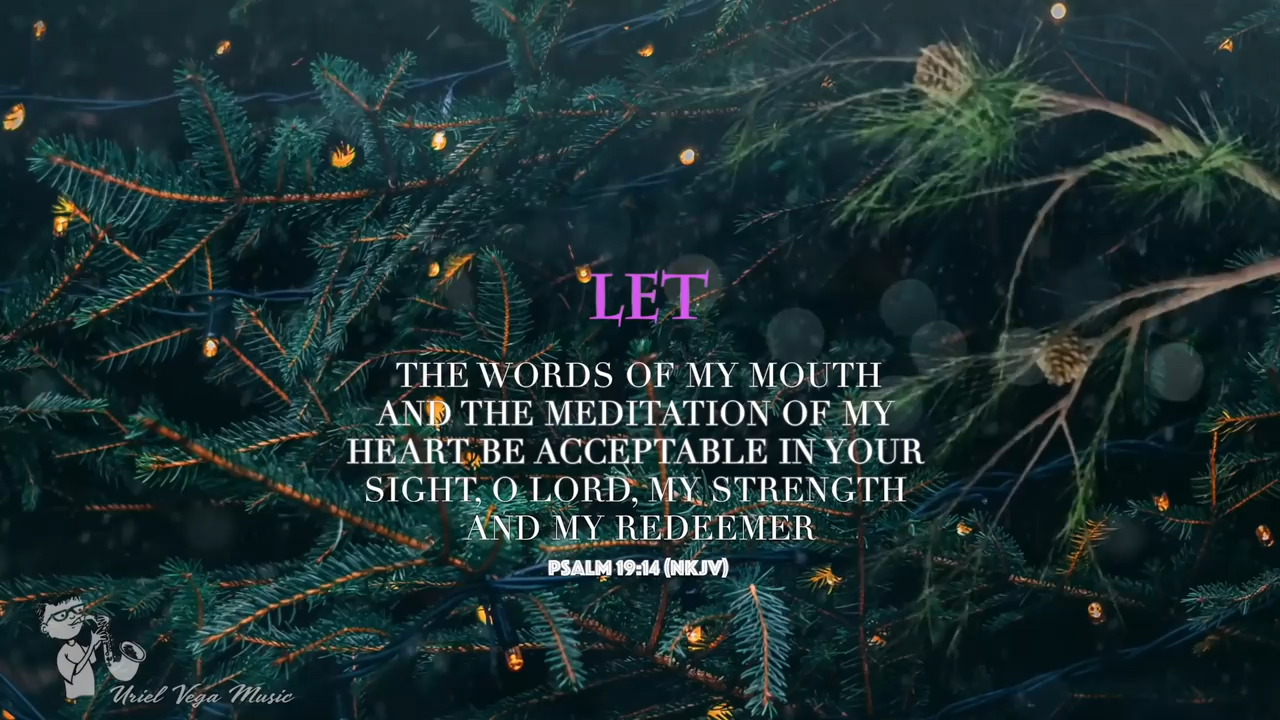 LET
THE WORDS OF MY MOUTH
AND THE MEDITATION OF MY
HEART BE ACCEPTABLE IN YOUR
SIGHT, O LORD, MY STRENGTH
AND MY REDEEMER
PSALM 19:14 (NKJV)
Uriel Vega Music